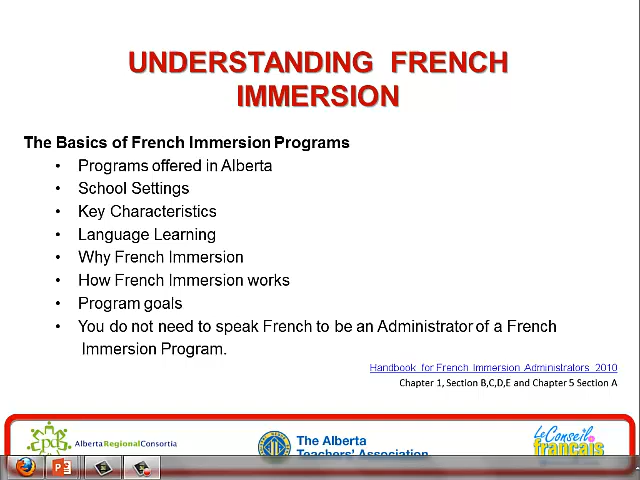 UNDERSTANDING FRENCH
IMMERSION
The Basics of French Immersion Programs
• Programs offered in Alberta
• School Settings
• Key Characteristics
• Language Learning
• Why French Immersion
• How French Immersion works
• Program goals
• You do not need to speak French to be an Administrator of a French
Immersion Program.
Handbook for French Immersion Administrators 2010
Chapter 1, Section B,C,D,E and Chapter 5 Section A
Alberta Regional Consortia
The Alberta
Teachers' Association
Le Conseil
français